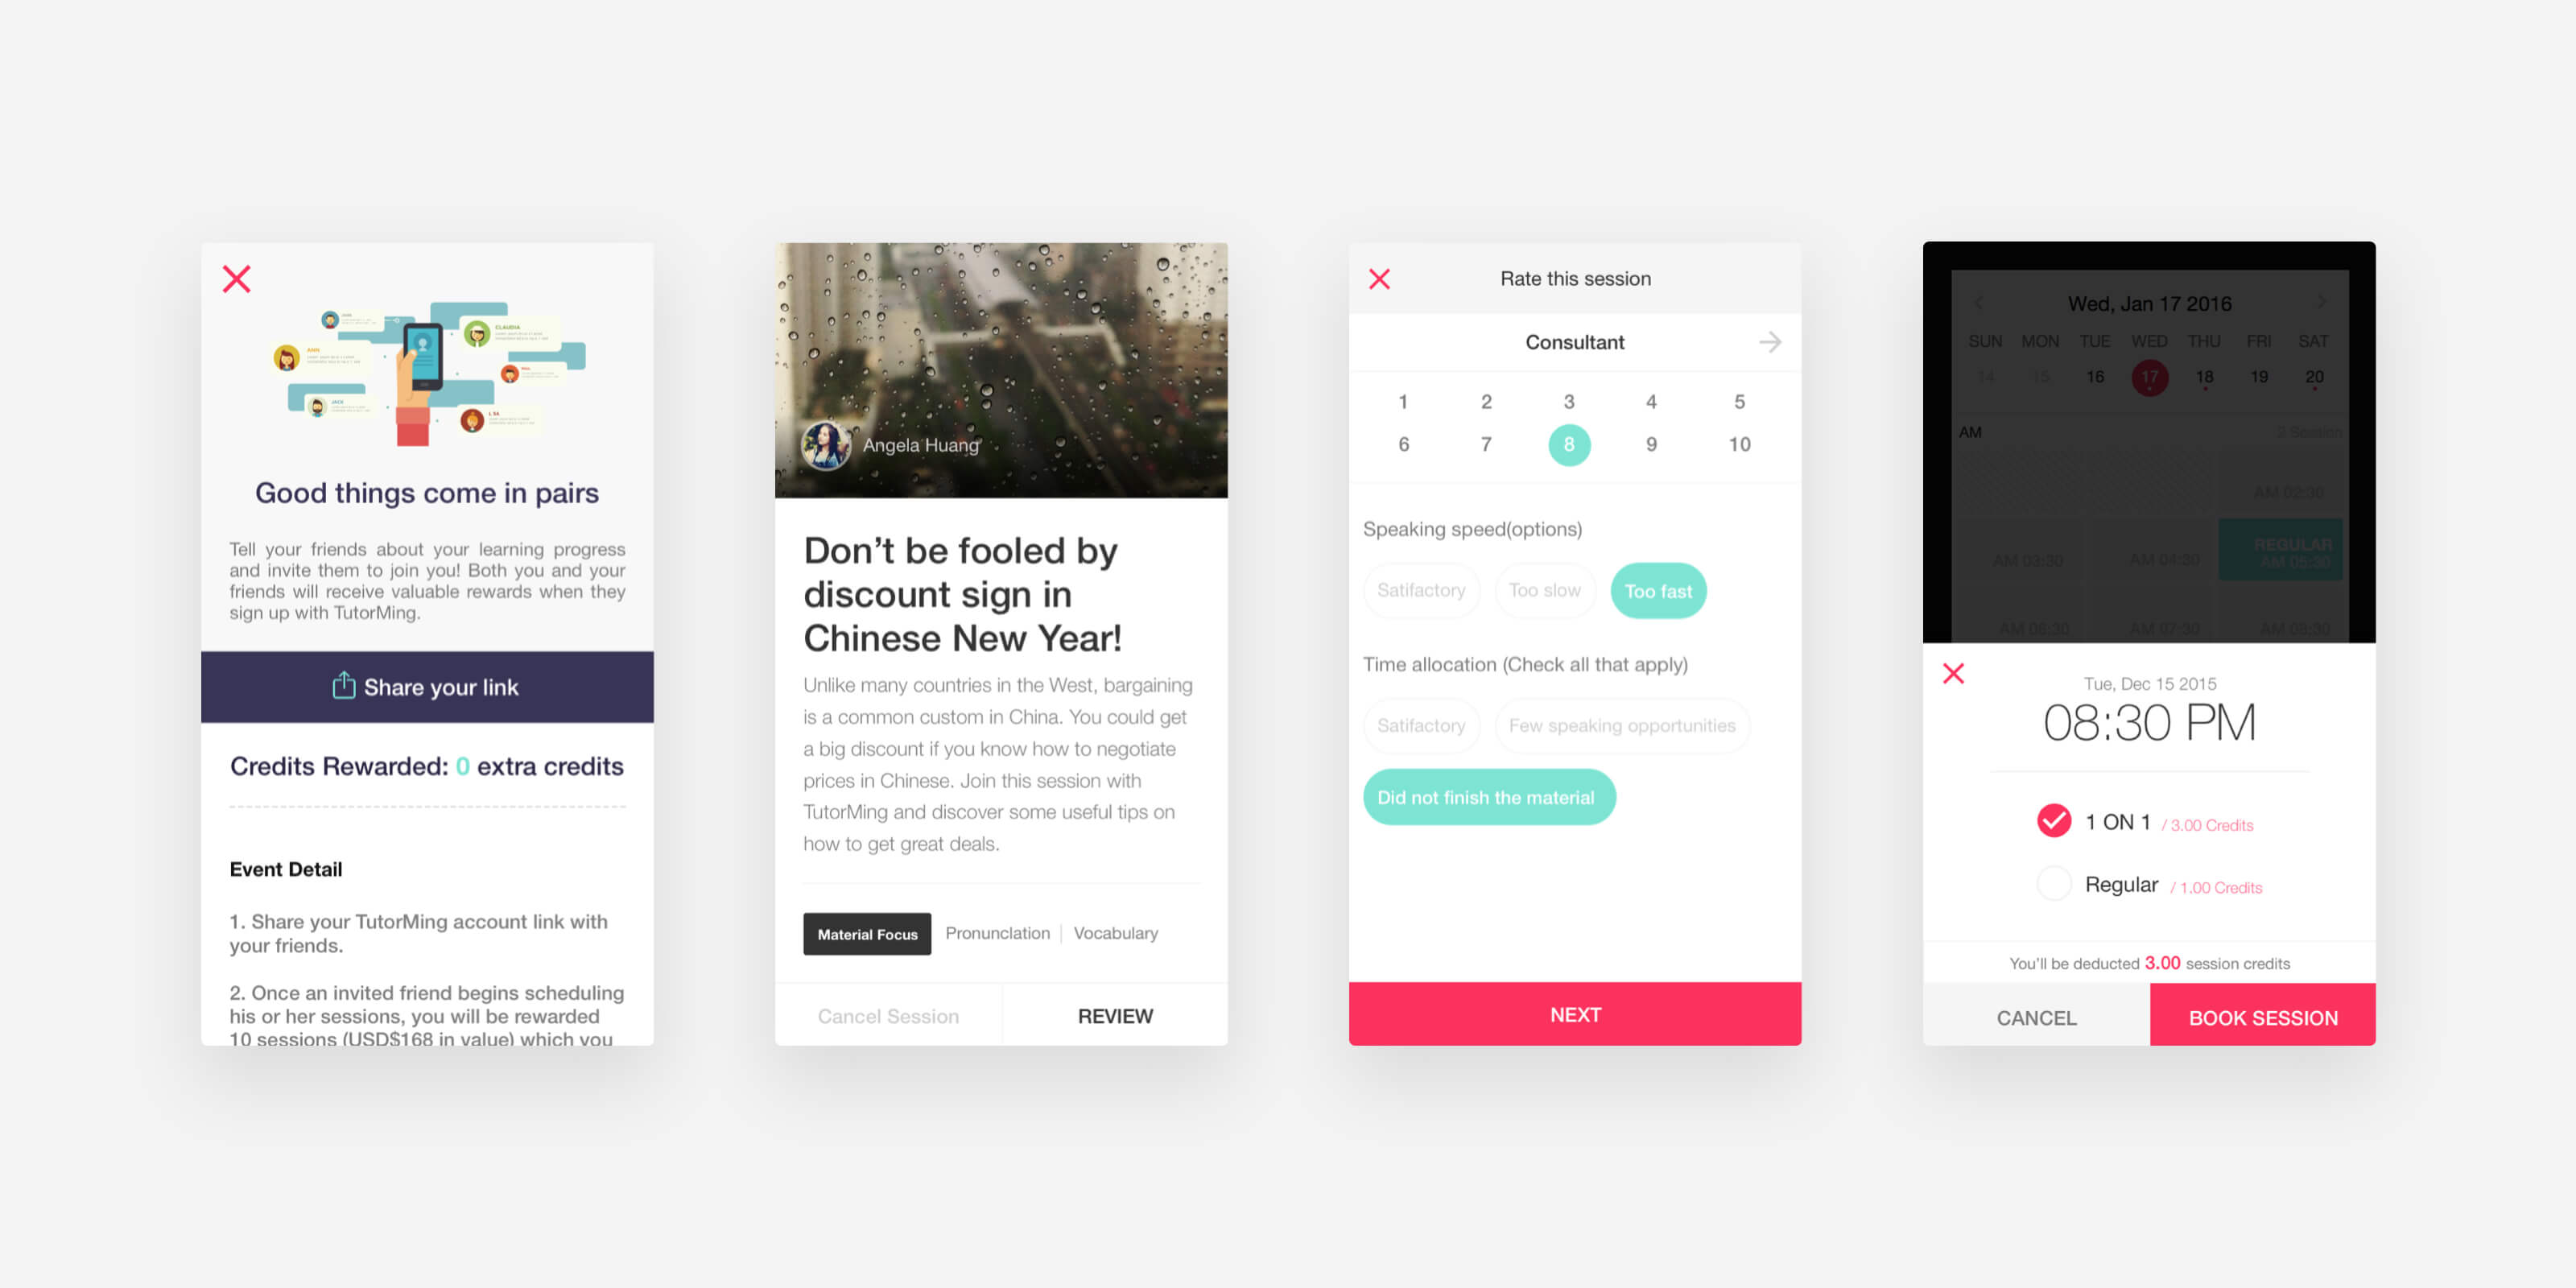 JANE
CLAUDIA
ANN
PAUL
JACK
Good things come in pairs
Tell your friends about your learning progress
and invite them to join you! Both you and your
friends will receive valuable rewards when they
sign up with TutorMing.
Share your link
Credits Rewarded: 0 extra credits
Event Detail
1. Share your TutorMing account link with
your friends.
2. Once an invited friend begins scheduling
his or her sessions, you will be rewarded
10 sessions (USD$168 in value) which you
Angela Huang
Don’t be fooled by
discount sign in
Chinese New Year!
Unlike many countries in the West, bargaining
is a common custom in China. You could get
a big discount if you know how to negotiate
prices in Chinese. Join this session with
TutorMing and discover some useful tips on
how to get great deals.
Material Focus Pronunclation Vocabulary
Cancel Session REVIEW
Rate this session
Consultant
1 2 3 4 5
6 7 8 9 10
Speaking speed(options)
Satifactory Too slow Too fast
Time allocation (Check all that apply)
Satifactory Few speaking opportunities
Did not finish the material
NEXT
Wed, Jan 17 2016
SUN MON TUE WED THU FRI SAT
14 15 16 17 18 19 20
AM 2 Session
AM 02:30
REGULAR
AM 03:30 AM 04:30 AM 05:30
AM 06:30 AM 07:30 AM 08:30
Tue, Dec 15 2015
08:30 PM
1 ON 1 / 3.00 Credits
Regular / 1.00 Credits
You’ll be deducted 3.00 session credits
CANCEL BOOK SESSION